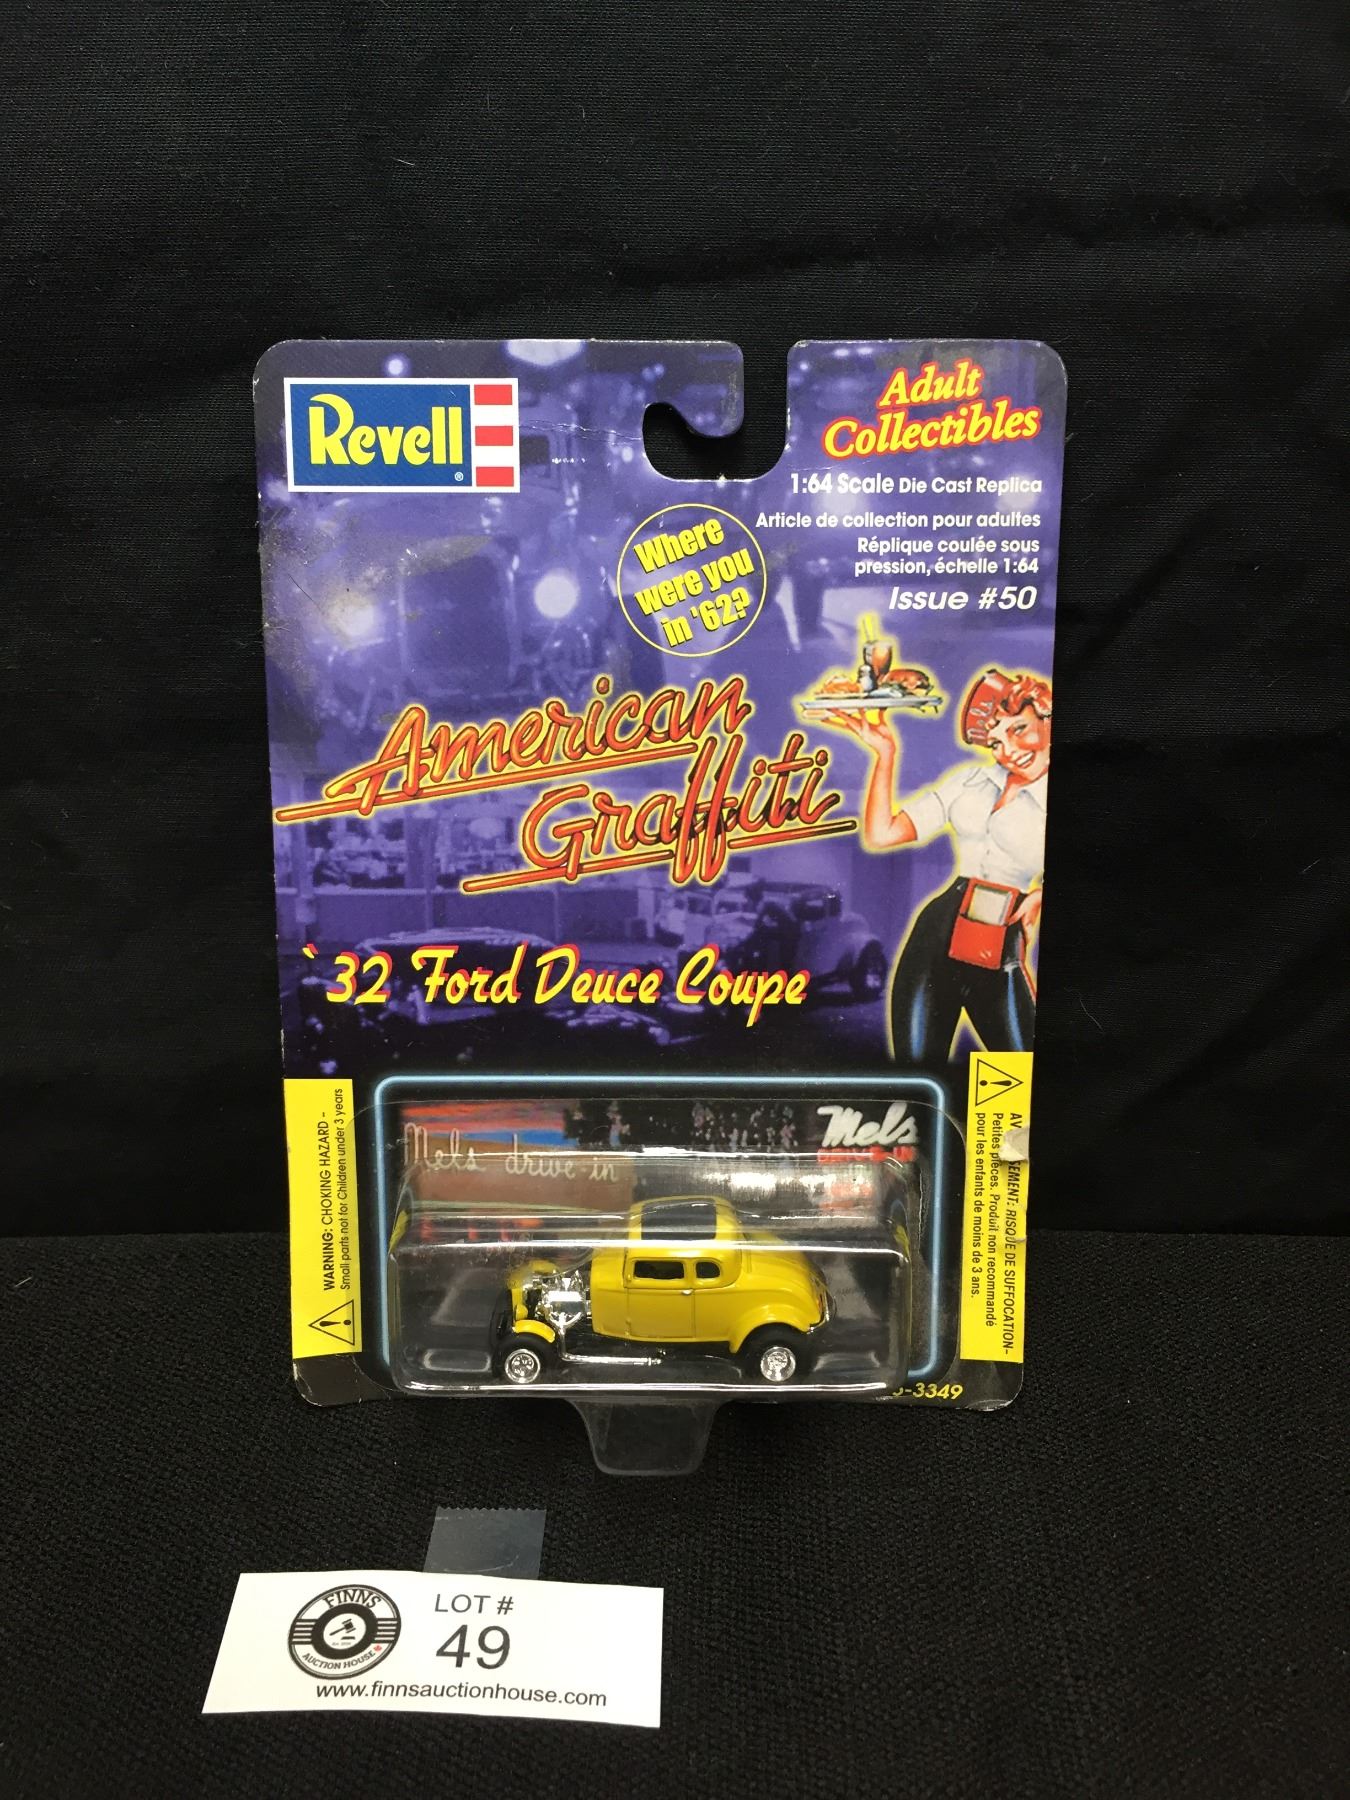 Revell®
Adult
Collectibles
1:64 Scale Die Cast Replica
Article de collection pour adultes
Réplique coulée sous
pression, échelle 1:64
Issue #50
Where
were you
in '62?
American
Graffiti
`32 Ford Deuce Coupe
WARNING: CHOKING HAZARD -
Small parts not for Children under 3 years
RISQUE DE SUFFOCATION-
Petites pièces. Produit non recommandé
pour les enfants de moins de 3 ans.
Mels drive-in
Mels
DRIVE-IN
-3349
FINNS
AUCTION HOUSE
LOT #
49
www.finnsauctionhouse.com